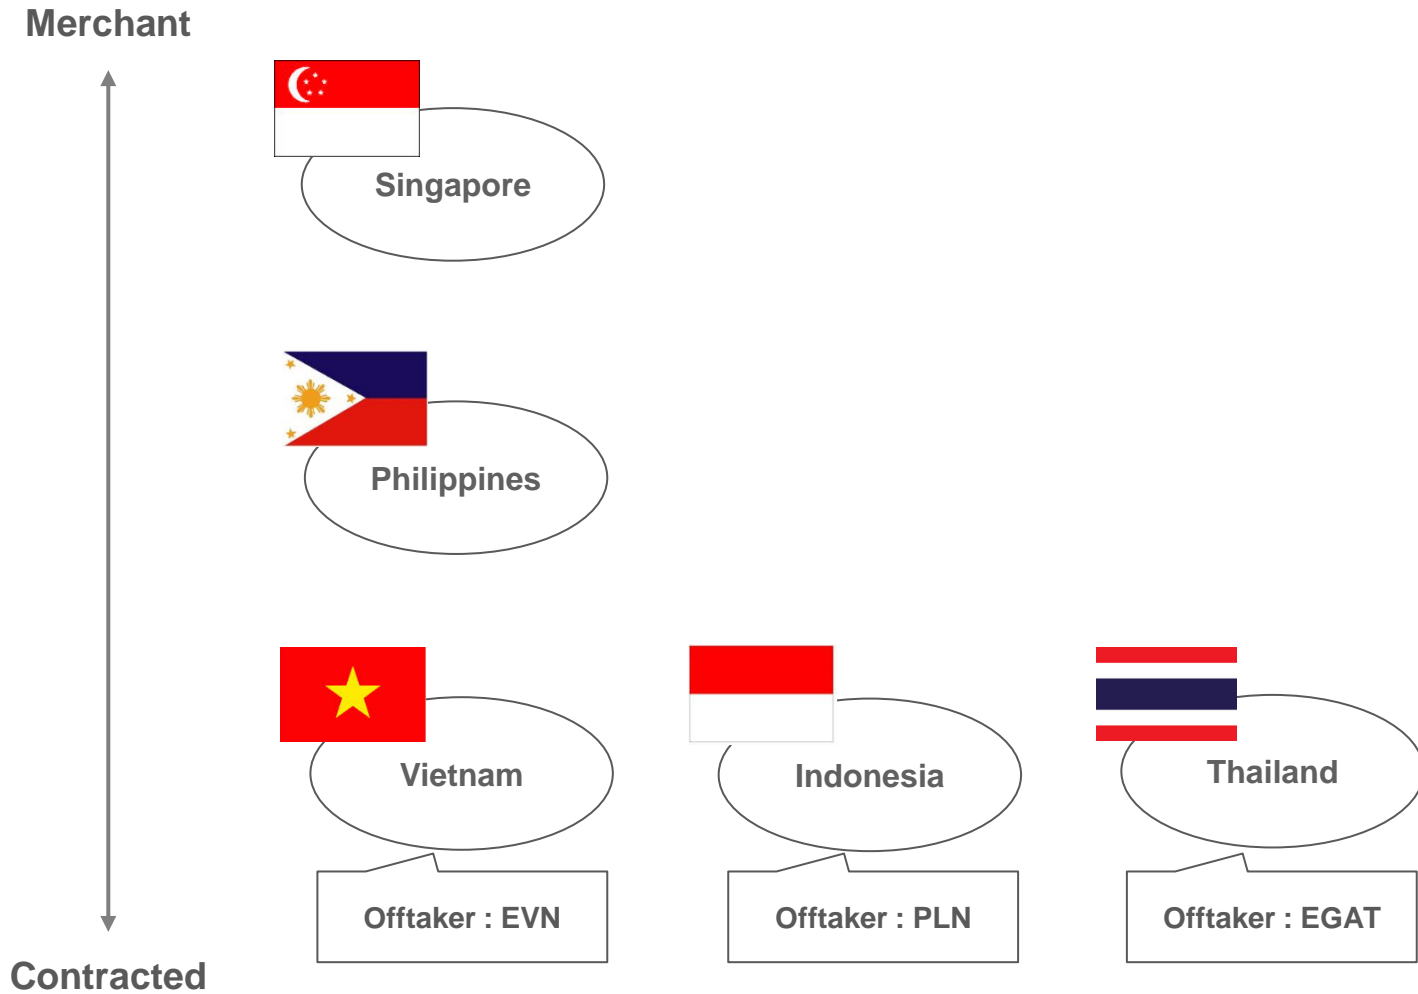 Merchant
Singapore
Philippines
Vietnam
Indonesia
Thailand
Offtaker : EVN
Offtaker : PLN
Offtaker : EGAT
Contracted